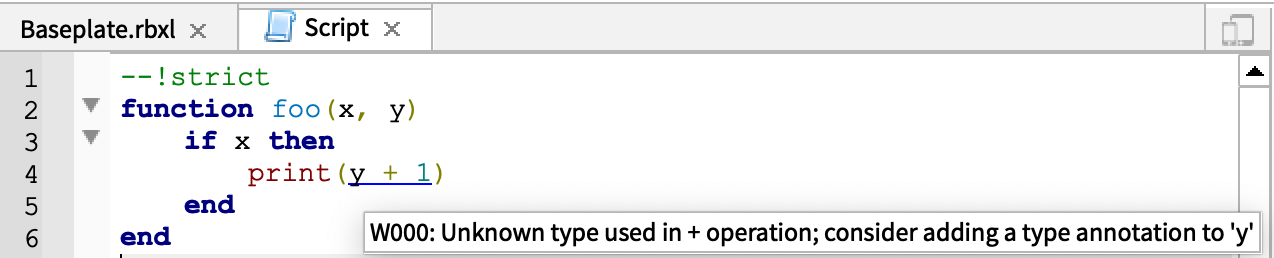 Baseplate.rbxl × Script ×
1 --!strict
2 function foo(x, y)
3 if x then
4 print(y + 1)
5 end
6 end
W000: Unknown type used in + operation; consider adding a type annotation to 'y'